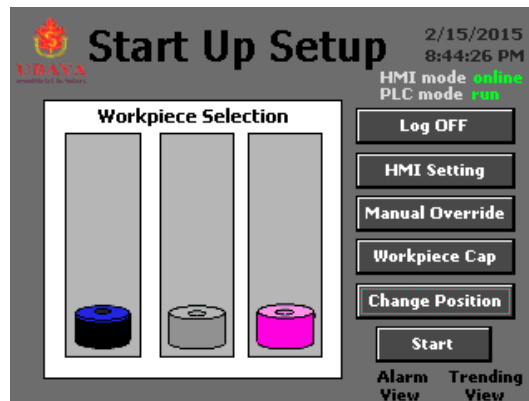 UBAYA
Start Up Setup
2/15/2015
8:44:26 PM
HMI mode online
PLC mode run
Workpiece Selection
Log OFF
HMI Setting
Manual Override
Workpiece Cap
Change Position
Start
Alarm View
Trending View